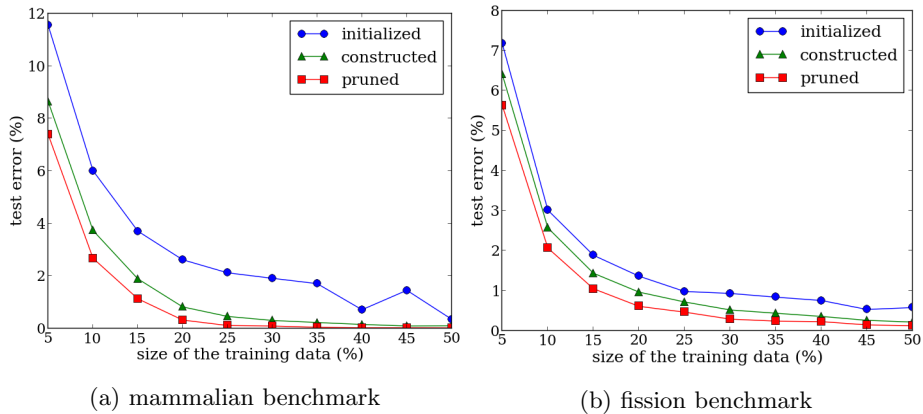 12
10
8
6
4
2
0
test error (%)
initialized
constructed
pruned
5 10 15 20 25 30 35 40 45 50
size of the training data (%)
(a) mammalian benchmark
8
7
6
5
4
3
2
1
0
test error (%)
initialized
constructed
pruned
5 10 15 20 25 30 35 40 45 50
size of the training data (%)
(b) fission benchmark